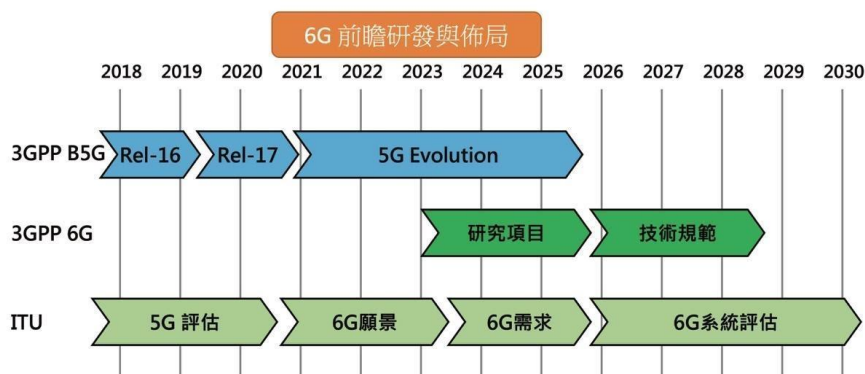 6G 前瞻研發與佈局
2018 2019 2020 2021 2022 2023 2024 2025 2026 2027 2028 2029 2030
3GPP B5G Rel-16 Rel-17 5G Evolution
3GPP 6G 研究項目 技術規範
ITU 5G 評估 6G願景 6G需求 6G系統評估